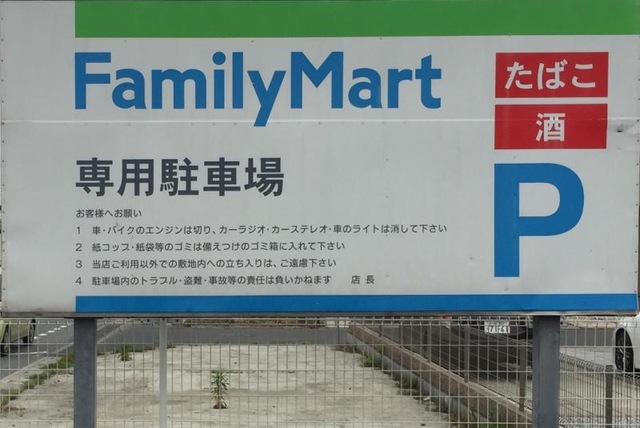 FamilyMart
たばこ
酒
専用駐車場
P
お客様へお願い
1 車・バイクのエンジンは切り、カーラジオ・カーステレオ・車のライトは消して下さい
2 紙コップ・紙袋等のゴミは備えつけのゴミ箱に入れて下さい
3 当店ご利用以外での敷地内への立ち入りは、ご遠慮下さい
4 駐車場内のトラブル・盗難・事故等の責任は負いかねます 店長